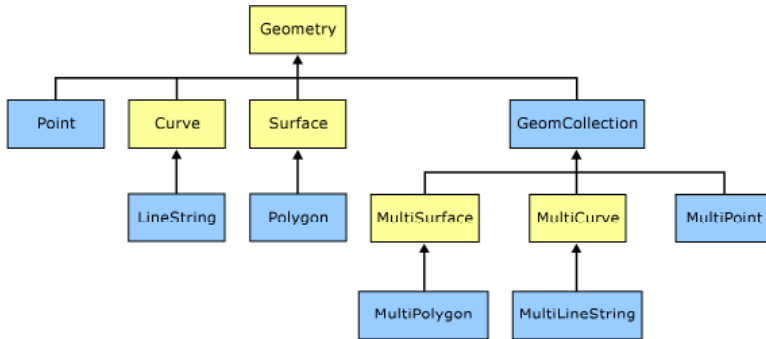 Geometry
Point
Curve
Surface
GeomCollection
LineString
Polygon
MultiSurface
MultiCurve
MultiPoint
MultiPolygon
MultiLineString